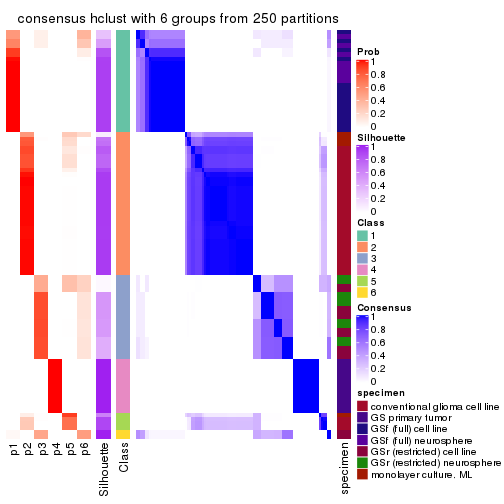 consensus hclust with 6 groups from 250 partitions
Prob
1
0.8
0.6
0.4
0.2
0
Silhouette
1
0.8
0.6
0.4
0.2
0
Class
1
2
3
4
5
6
Consensus
1
0.8
0.6
0.4
0.2
0
specimen
conventional glioma cell line
GS primary tumor
GSf (full) cell line
GSf (full) neurosphere
GSr (restricted) cell line
GSr (restricted) neurosphere
monolayer culture. ML
p1
p2
p3
p4
p5
p6
Silhouette
Class
specimen